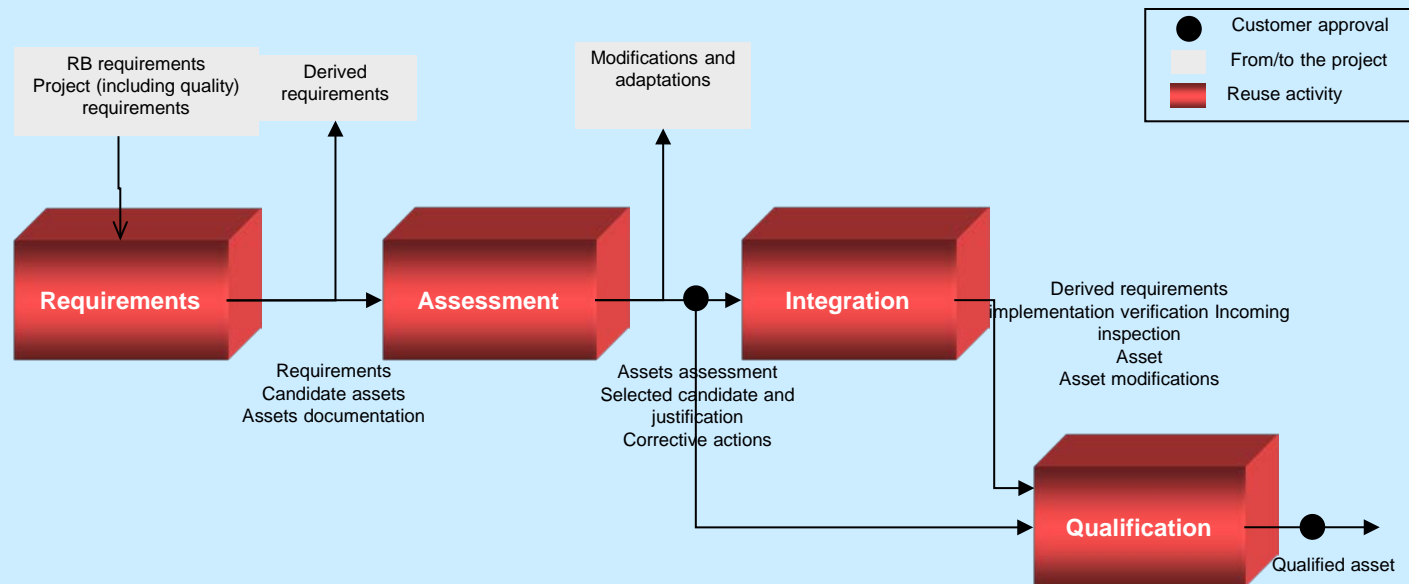 Customer approval
From/to the project
Reuse activity
RB requirements
Project (including quality)
requirements
Derived
requirements
Modifications and
adaptations
Requirements
Assessment
Integration
Requirements
Candidate assets
Assets documentation
Assets assessment
Selected candidate and
justification
Corrective actions
Derived requirements
implementation verification Incoming
inspection
Asset
Asset modifications
Qualification
Qualified asset